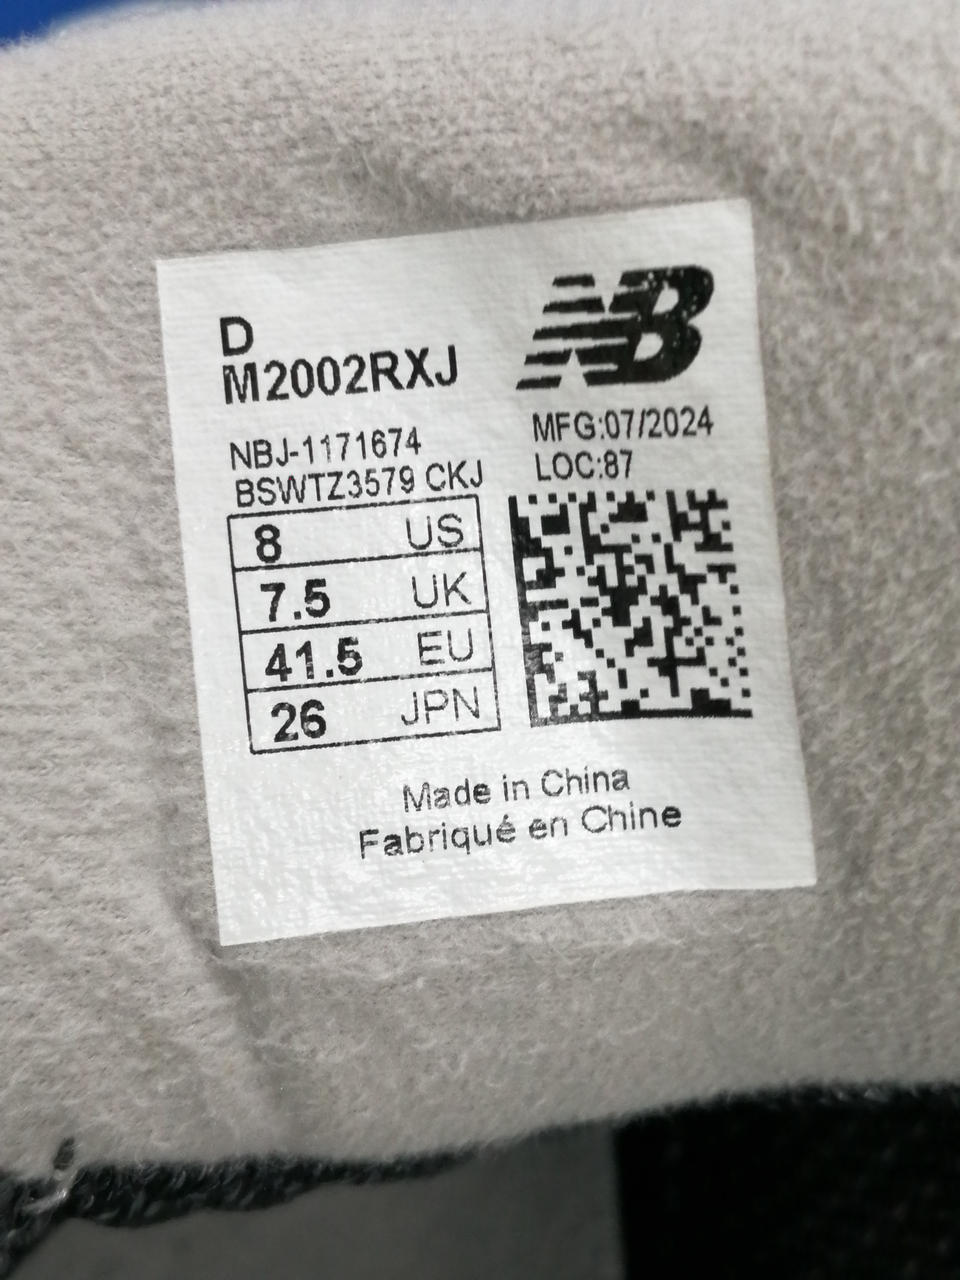 D
M2002RXJ
NB
NBJ-1171674
BSWTZ3579 CKJ
MFG:07/2024
LOC:87
8 US
7.5 UK
41.5 EU
26 JPN
Made in China
Fabriqué en Chine